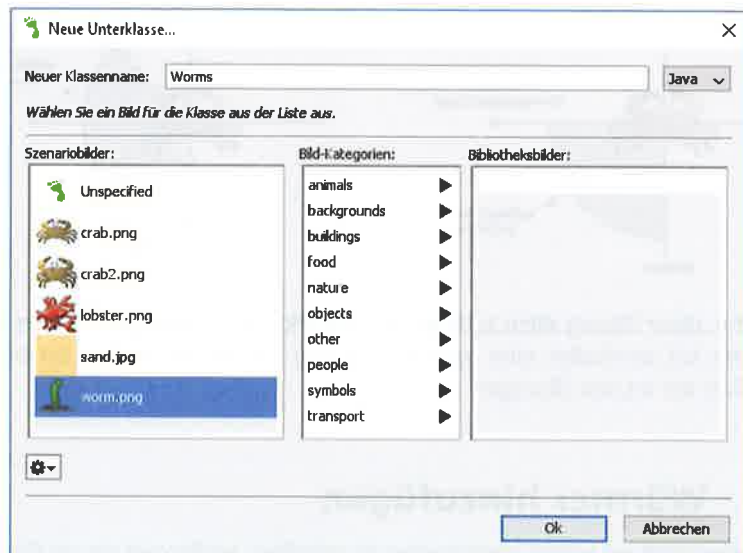 Neue Unterklasse...
Neuer Klassenname: Worms Java
Wählen Sie ein Bild für die Klasse aus der Liste aus.
Szenariobilder:
Unspecified
crab.png
crab2.png
lobster.png
sand.jpg
worm.png
Bild-Kategorien:
animals
backgrounds
buildings
food
nature
objects
other
people
symbols
transport
Bibliotheksbilder:
Ok Abbrechen